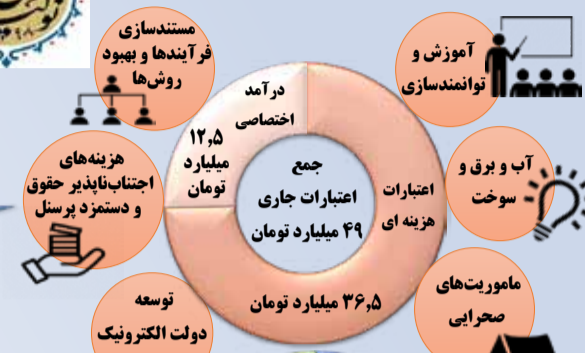 مستندسازی
فرآیندها و بهبود
روش‌ها
آموزش و
توانمندسازی
درآمد
اختصاصی
۱۲,۵
میلیارد
تومان
هزینه‌های
اجتناب‌ناپذیر حقوق
و دستمزد پرسنل
جمع
اعتبارات جاری
۴۹ میلیارد تومان
اعتبارات
هزینه ای
آب و برق و
سوخت
۳۶,۵ میلیارد تومان
ماموریت‌های
صحرایی
توسعه
دولت الکترونیک